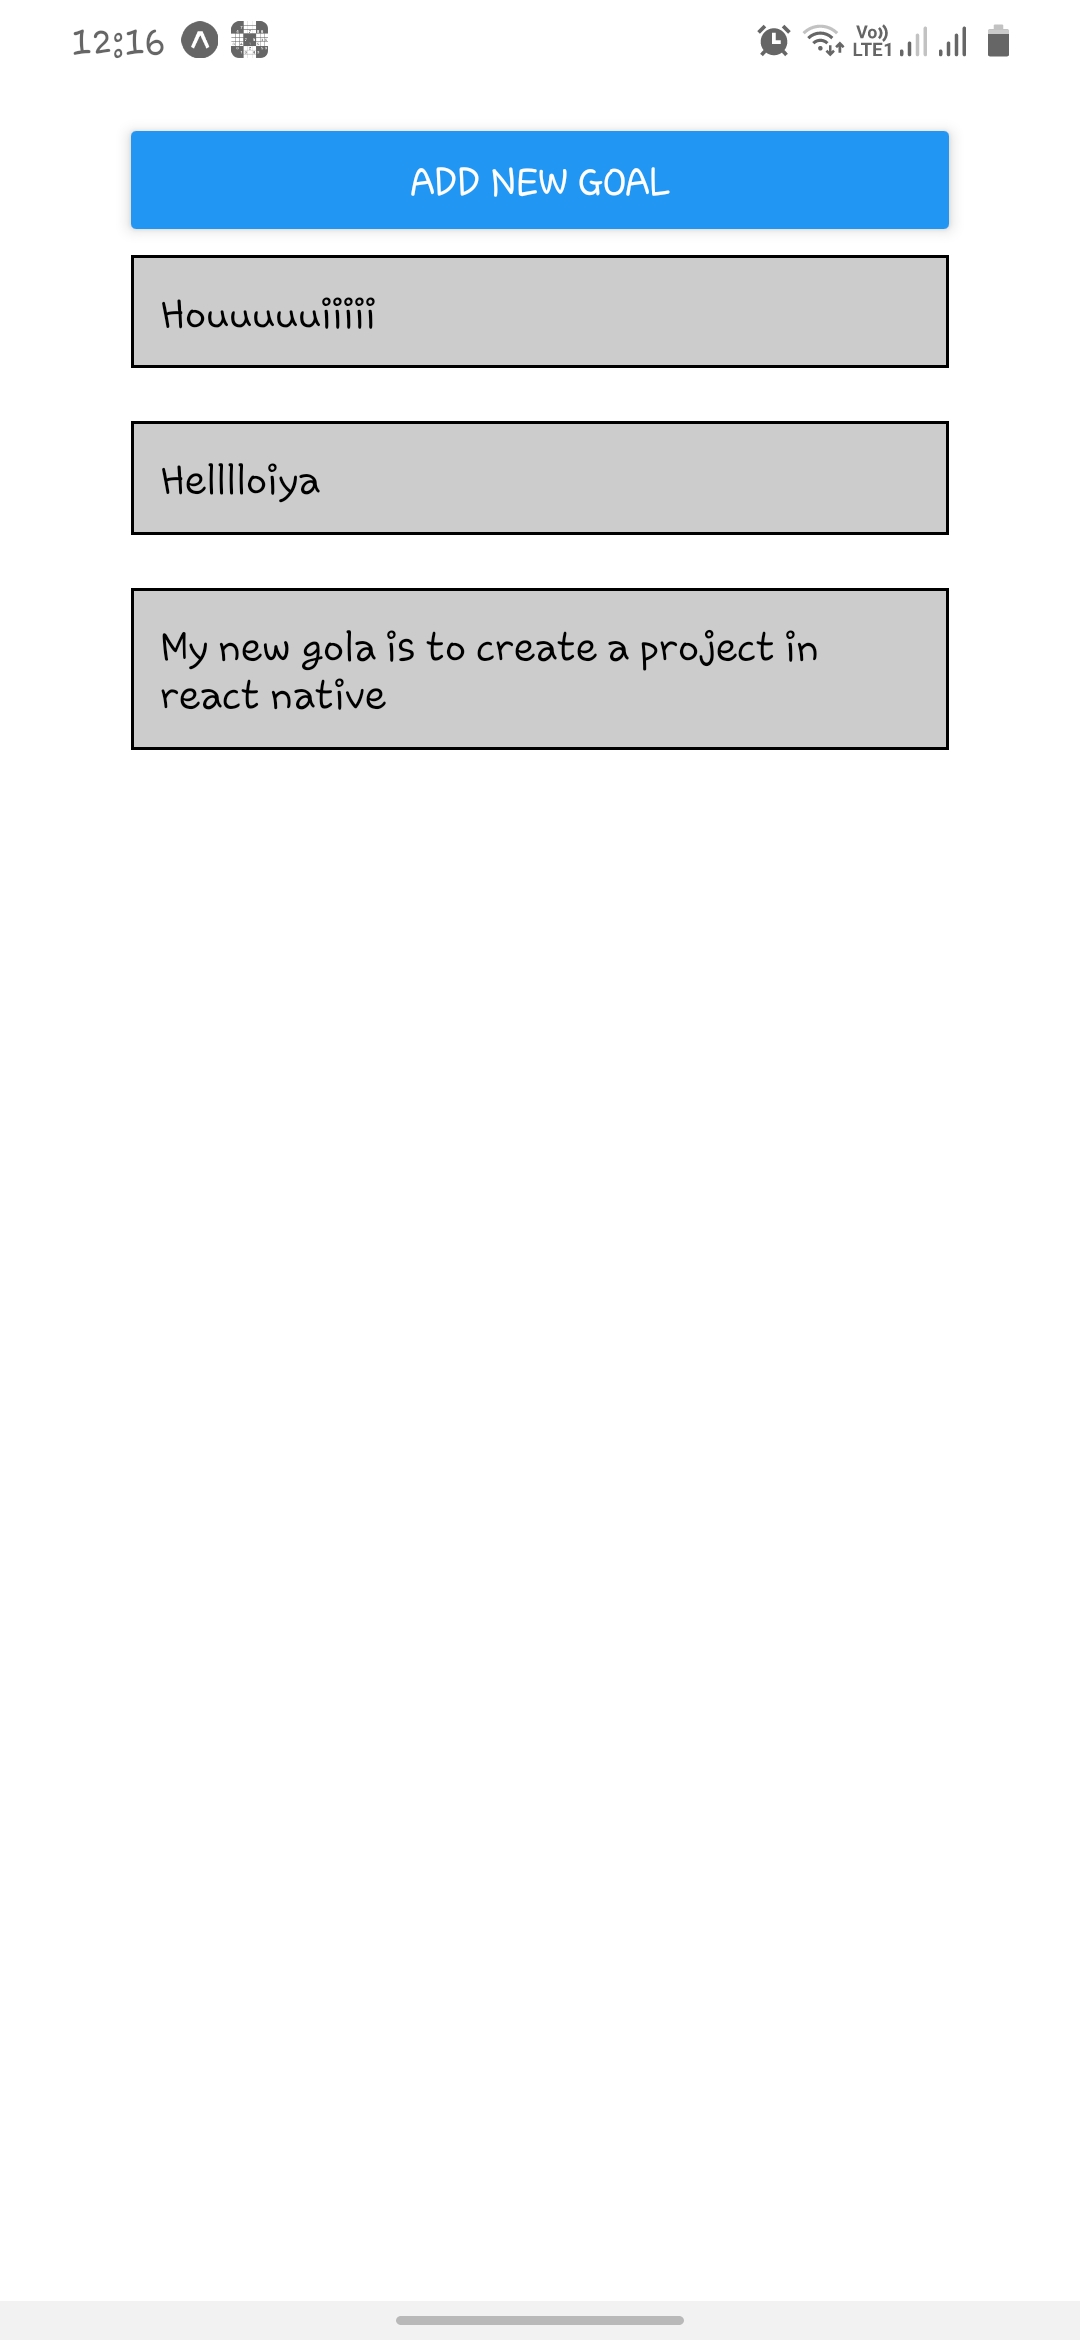 12:16
Vo))
LTE1
ADD NEW GOAL
Houuuuuiiiii
Helllloiya
My new gola is to create a project in
react native